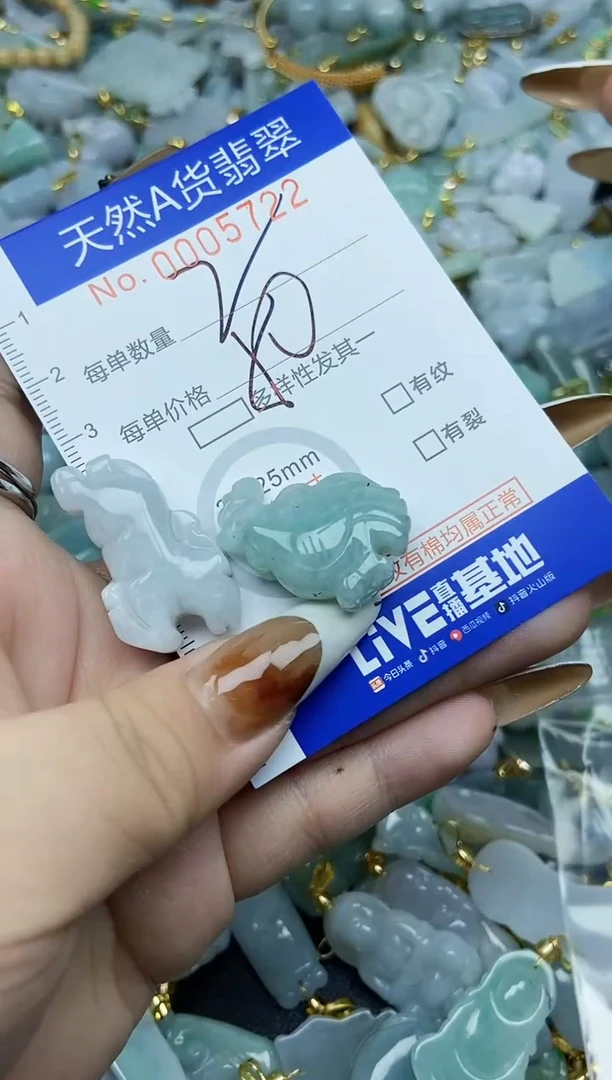 天然A货翡翠
No. 0005722
1
每单数量
2
每单价格
3
多样性发其一
有纹
有裂
25mm
有棉均属正常
LIVE直播基地
今日头条 抖音 西瓜视频 抖音火山版